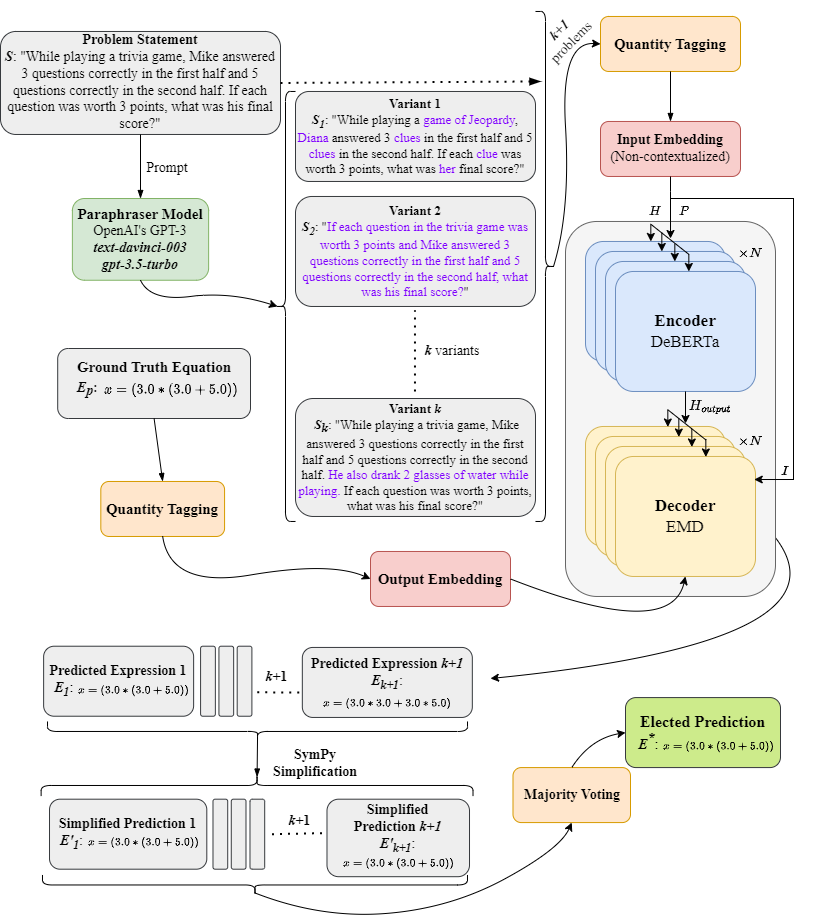 Problem Statement
S: "While playing a trivia game, Mike answered
3 questions correctly in the first half and 5
questions correctly in the second half. If each
question was worth 3 points, what was his final
score?"
Prompt
Paraphraser Model
OpenAI's GPT-3
text-davinci-003
gpt-3.5-turbo
Variant 1
S1: "While playing a game of Jeopardy,
Diana answered 3 clues in the first half and 5
clues in the second half. If each clue was
worth 3 points, what was her final score?"
Variant 2
S2: "If each question in the trivia game was
worth 3 points and Mike answered 3
questions correctly in the first half and 5
questions correctly in the second half, what
was his final score?"
k variants
Variant k
Sk: "While playing a trivia game, Mike
answered 3 questions correctly in the first
half and 5 questions correctly in the second
half. He also drank 2 glasses of water while
playing. If each question was worth 3 points,
what was his final score?"
k+1
problems
Quantity Tagging
Input Embedding
(Non-contextualized)
H P
×N
Encoder
DeBERTa
Houtput
×N
I
Decoder
EMD
Ground Truth Equation
Ep: x = (3.0 * (3.0 + 5.0))
Quantity Tagging
Output Embedding
Predicted Expression 1
E1: x = (3.0 * (3.0 + 5.0))
k+1
Predicted Expression k+1
Ek+1:
x = (3.0 * 3.0 + 3.0 * 5.0)
SymPy
Simplification
Simplified Prediction 1
E'1: x = (3.0 * (3.0 + 5.0))
k+1
Simplified
Prediction k+1
E'k+1:
x = (3.0 * (3.0 + 5.0))
Majority Voting
Elected Prediction
E*: x = (3.0 * (3.0 + 5.0))